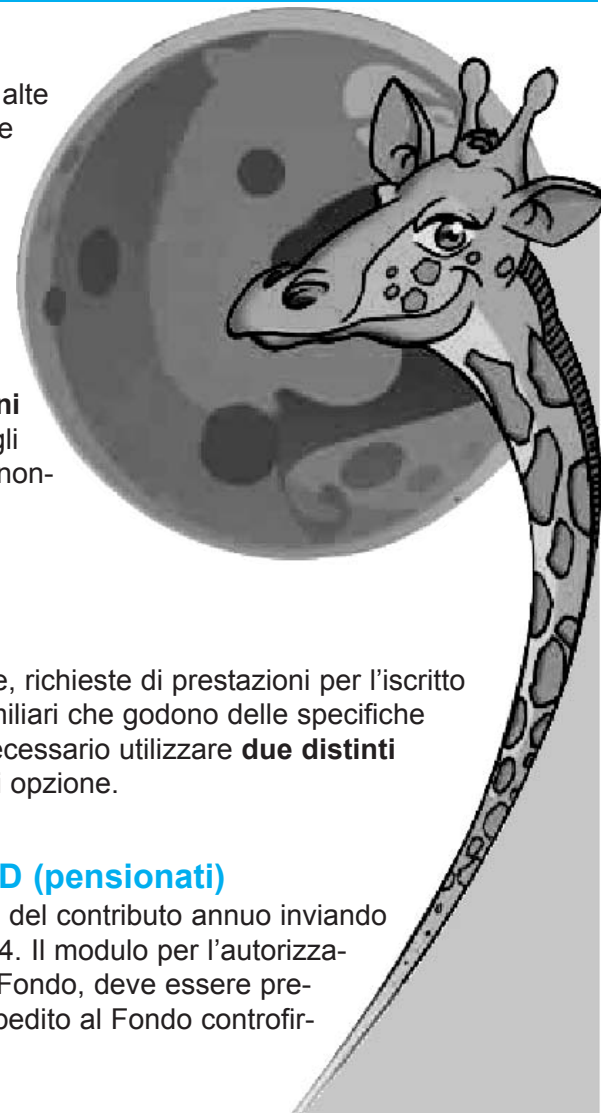 alte
e
ni
gli
non-
e, richieste di prestazioni per l’iscritto
miliari che godono delle specifiche
ecessario utilizzare due distinti
i opzione.
D (pensionati)
del contributo annuo inviando
4. Il modulo per l’autorizza-
Fondo, deve essere pre-
pedito al Fondo controfir-